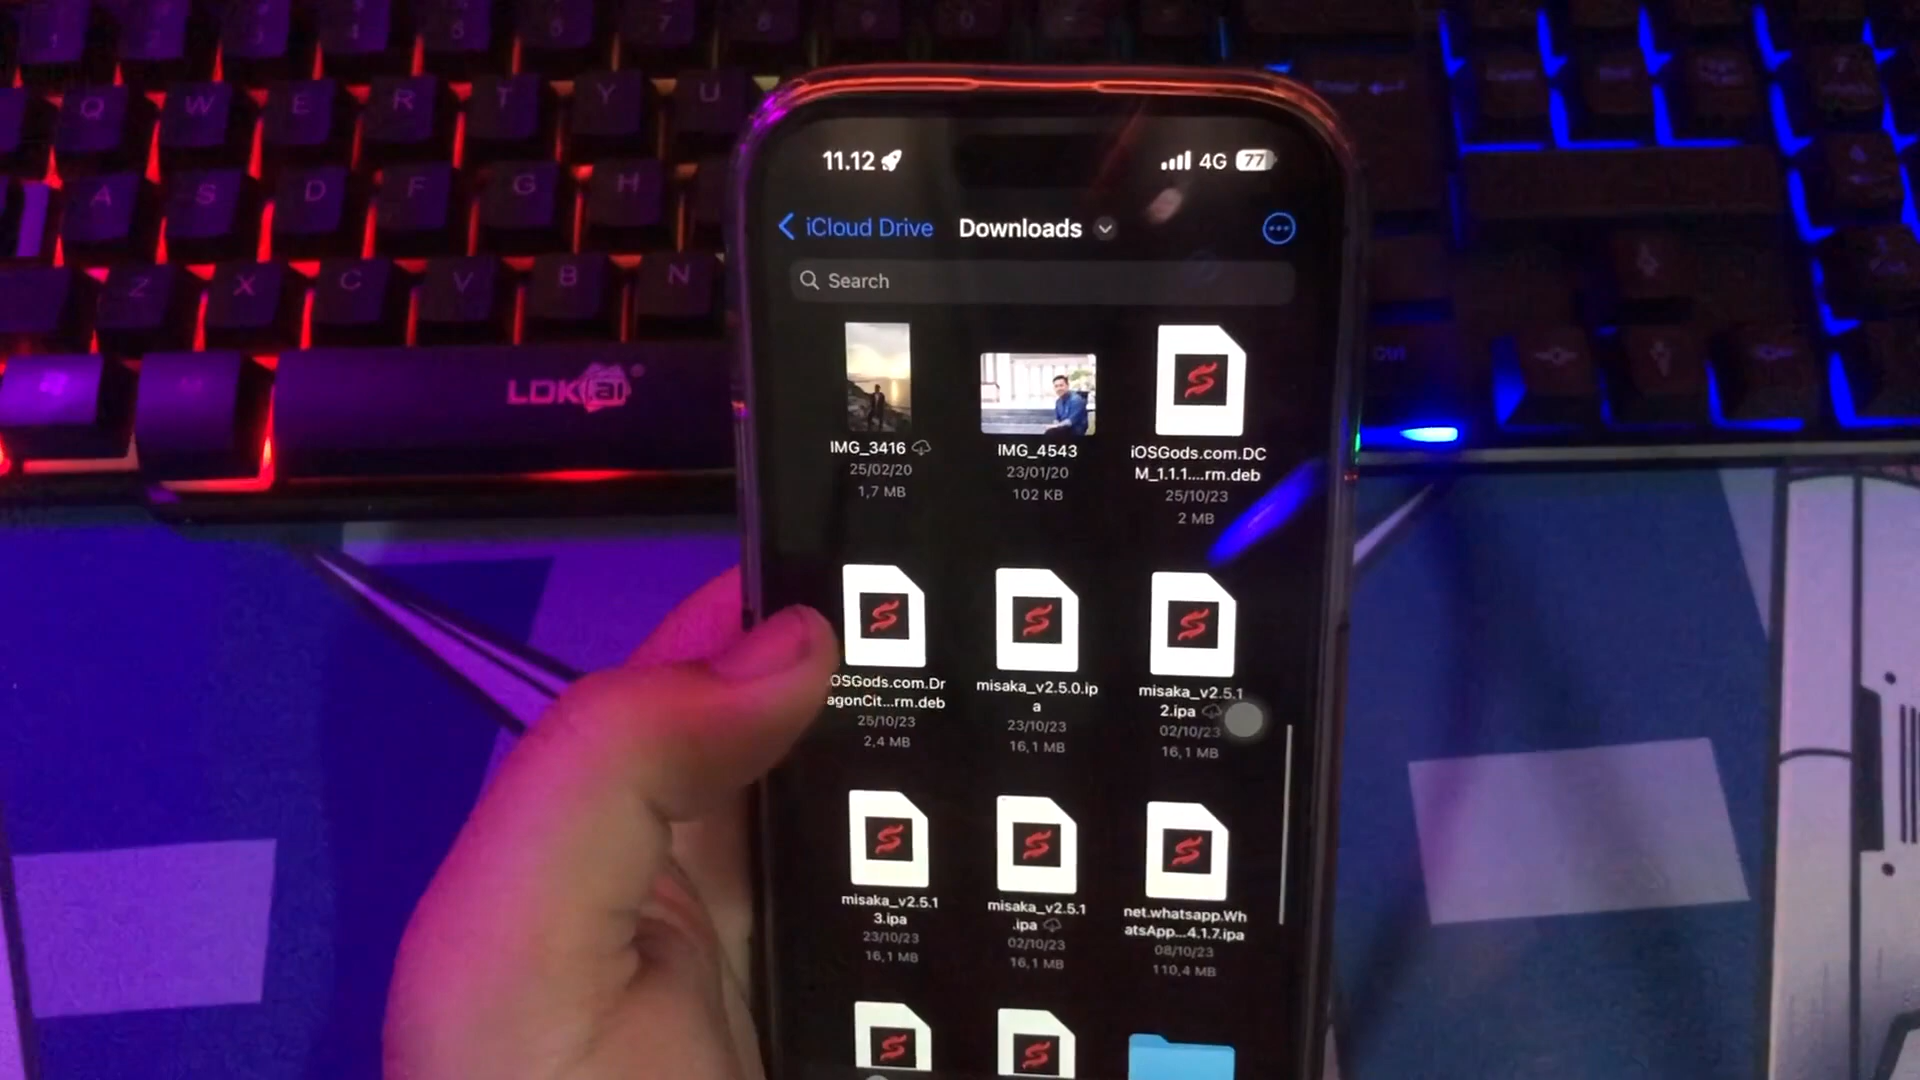 Q W E R T Y U
A S D F G H
Z X C V B N
LDKai
11.12
4G 77
iCloud Drive Downloads
Search
IMG_3416
25/02/20
1,7 MB
IMG_4543
23/01/20
102 KB
iOSGods.com.DC
M_1.1.1....rm.deb
25/10/23
2 MB
OSGods.com.Dr
agonCit...rm.deb
25/10/23
2,4 MB
misaka_v2.5.0.ip
a
23/10/23
16,1 MB
misaka_v2.5.1
2.ipa
02/10/23
16,1 MB
misaka_v2.5.1
3.ipa
23/10/23
16,1 MB
misaka_v2.5.1
.ipa
02/10/23
16,1 MB
net.whatsapp.Wh
atsApp...4.1.7.ipa
08/10/23
110,4 MB